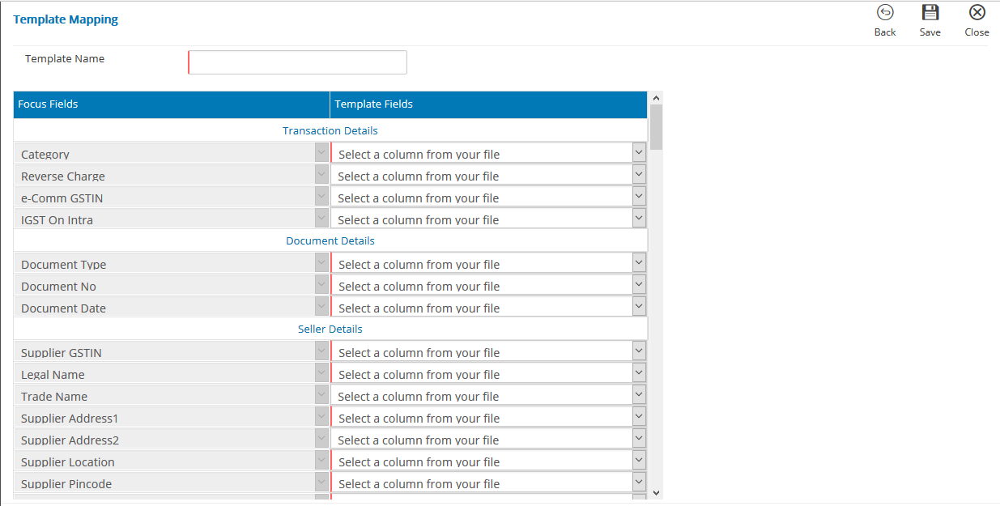 Template Mapping
Back Save Close
Template Name
Focus Fields Template Fields
Transaction Details
Category Select a column from your file
Reverse Charge Select a column from your file
e-Comm GSTIN Select a column from your file
IGST On Intra Select a column from your file
Document Details
Document Type Select a column from your file
Document No Select a column from your file
Document Date Select a column from your file
Seller Details
Supplier GSTIN Select a column from your file
Legal Name Select a column from your file
Trade Name Select a column from your file
Supplier Address1 Select a column from your file
Supplier Address2 Select a column from your file
Supplier Location Select a column from your file
Supplier Pincode Select a column from your file